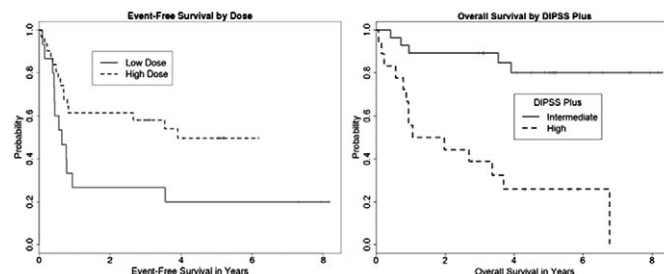 Event-Free Survival by Dose
1.0
0.8
0.6
0.4
0.2
0.0
Probability
Low Dose
High Dose
0
2
4
6
8
Event-Free Survival in Years
Overall Survival by DIPSS Plus
1.0
0.8
0.6
0.4
0.2
0.0
Probability
DIPSS Plus
Intermediate
High
0
2
4
6
8
Overall Survival in Years